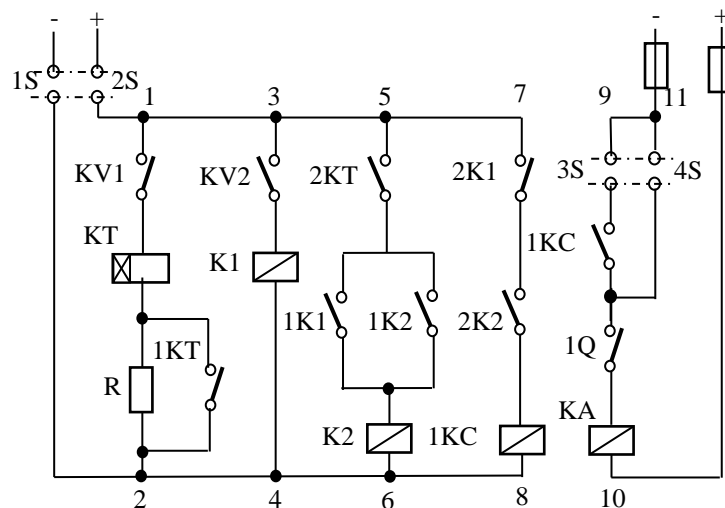 - +
- +
1S 2S
1 3 5 7 9 11
KV1 KV2 2KT 2K1 3S 4S
KT K1 1KC
1K1 1K2 2K2
1KT 1Q
R
KA
K2 1KC
2 4 6 8 10